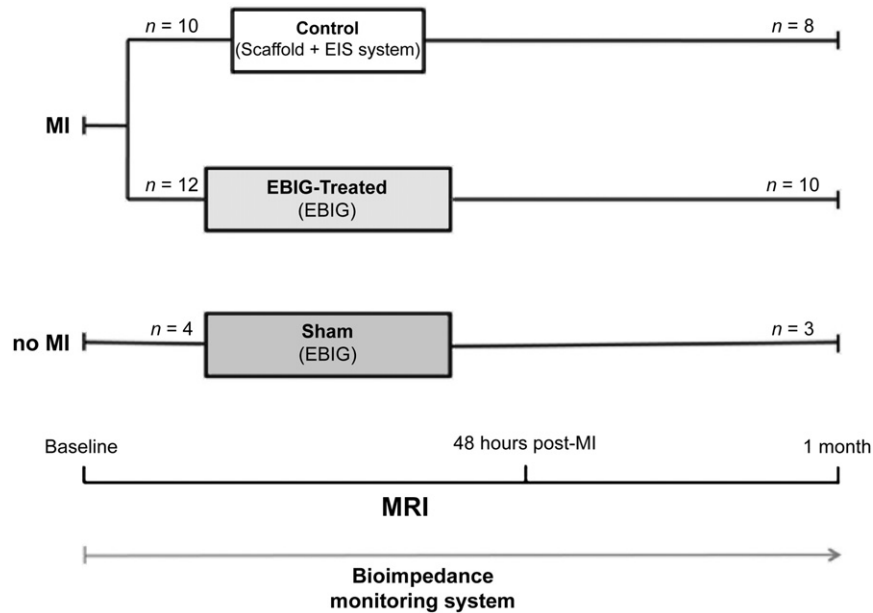 n = 10
Control
(Scaffold + EIS system)
n = 8
MI
n = 12
EBIG-Treated
(EBIG)
n = 10
no MI
n = 4
Sham
(EBIG)
n = 3
Baseline
48 hours post-MI
1 month
MRI
Bioimpedance
monitoring system